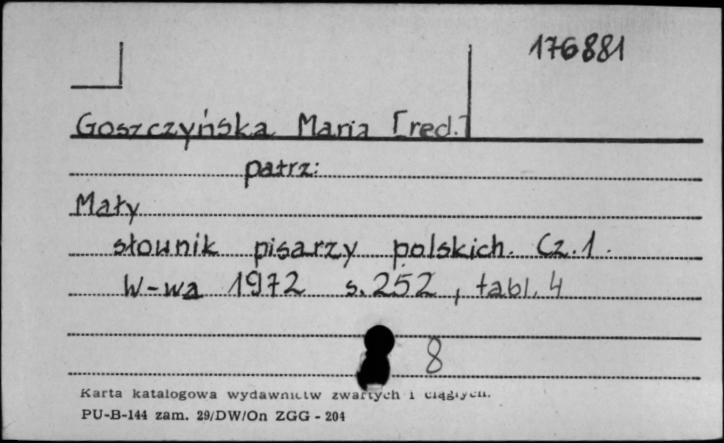 176881
Goszczyńska Maria [red.]
patrz:
Mały
słownik pisarzy polskich. Cz. 1.
W-wa 1972 s. 252, tabl. 4
8
Karta katalogowa wydawnictw zwartych i ciągłych.
PU-B-144 zam. 29/DW/On ZGG - 204